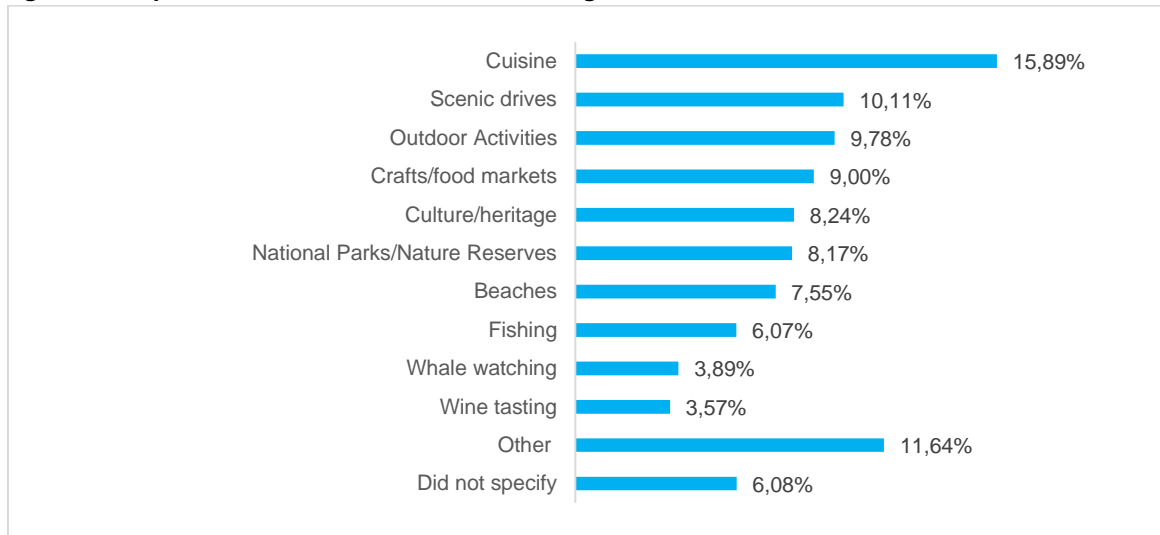 Cuisine 15,89%
Scenic drives 10,11%
Outdoor Activities 9,78%
Crafts/food markets 9,00%
Culture/heritage 8,24%
National Parks/Nature Reserves 8,17%
Beaches 7,55%
Fishing 6,07%
Whale watching 3,89%
Wine tasting 3,57%
Other 11,64%
Did not specify 6,08%